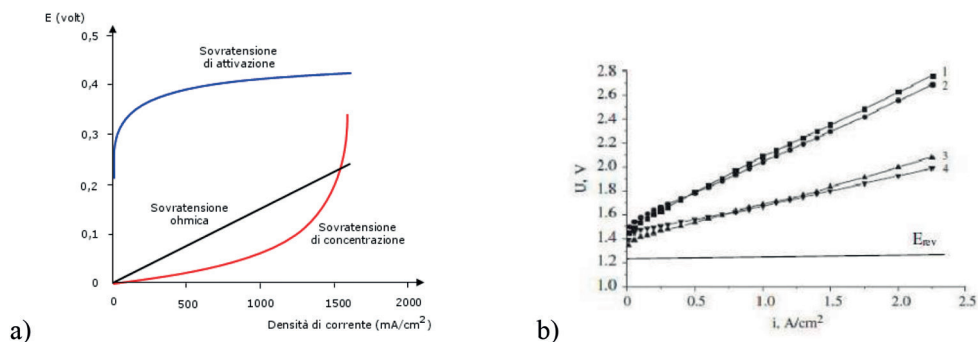 E (volt)
0,5
0,4
0,3
0,2
0,1
0
Sovratensione
di attivazione
Sovratensione
ohmica
Sovratensione
di concentrazione
0
500
1000
1500
2000
Densità di corrente (mA/cm²)
a)
U, V
2.8
2.6
2.4
2.2
2.0
1.8
1.6
1.4
1.2
1.0
1
2
3
4
Erev
0
0.5
1.0
1.5
2.0
2.5
i, A/cm²
b)